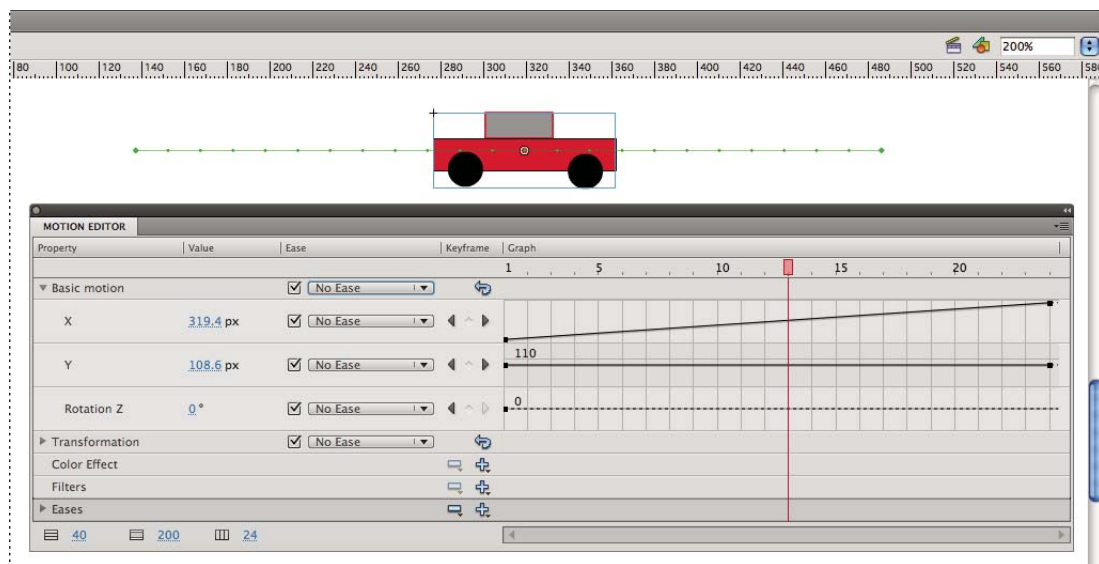 200%
80 100 120 140 160 180 200 220 240 260 280 300 320 340 360 380 400 420 440 460 480 500 520 540 560 580
MOTION EDITOR
Property Value Ease Keyframe Graph
1 5 10 15 20
Basic motion No Ease
X 319.4 px No Ease
Y 108.6 px No Ease 110
Rotation Z 0° No Ease 0
Transformation No Ease
Color Effect
Filters
Eases
40 200 24